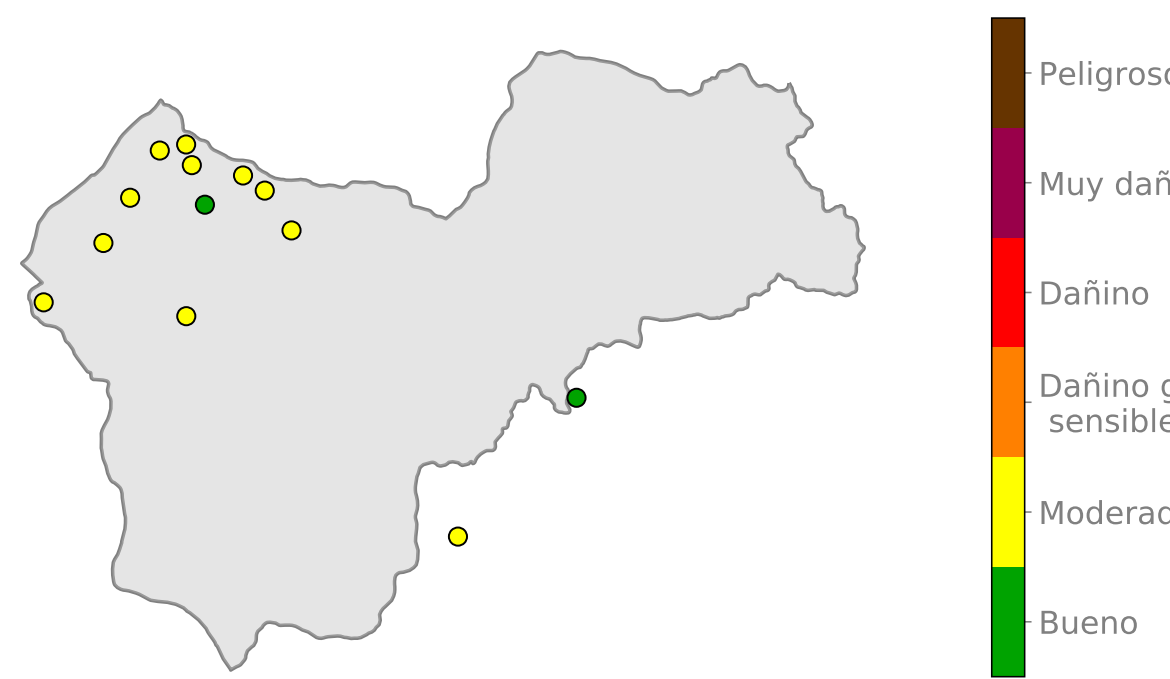 Peligroso
Muy dañ
Dañino
Dañino g
sensible
Moderad
Bueno